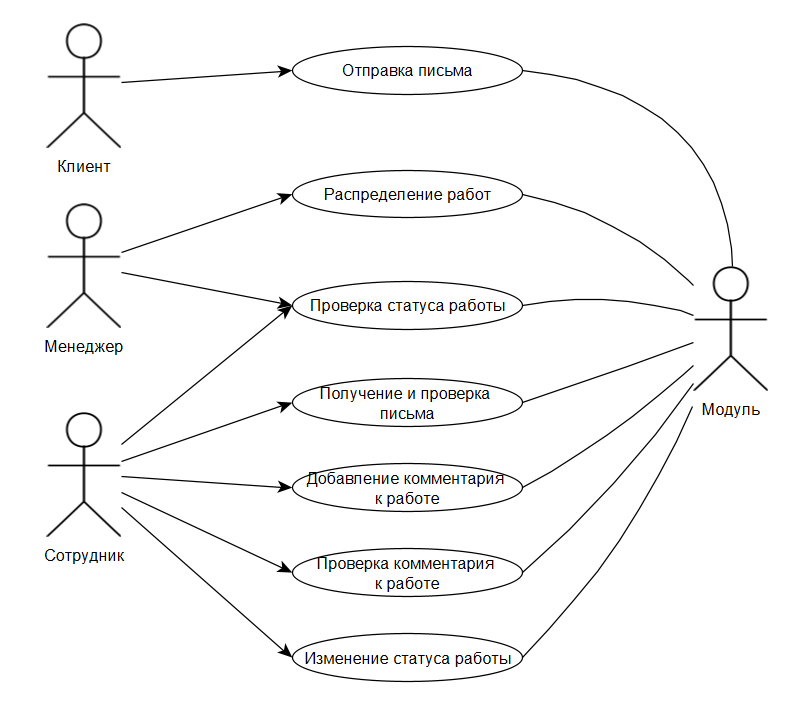 Отправка письма
Клиент
Распределение работ
Проверка статуса работы
Менеджер
Получение и проверка
письма
Модуль
Добавление комментария
к работе
Сотрудник
Проверка комментария
к работе
Изменение статуса работы